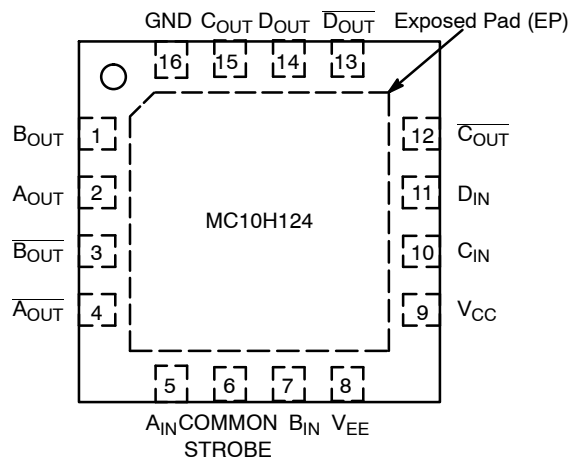 GND C_OUT D_OUT D̅_̅O̅U̅T̅ Exposed Pad (EP)
16 15 14 13
B_OUT 1 12 C̅_̅O̅U̅T̅
A_OUT 2 11 D_IN
MC10H124
B̅_̅O̅U̅T̅ 3 10 C_IN
A̅_̅O̅U̅T̅ 4 9 V_CC
5 6 7 8
A_IN COMMON B_IN V_EE
STROBE